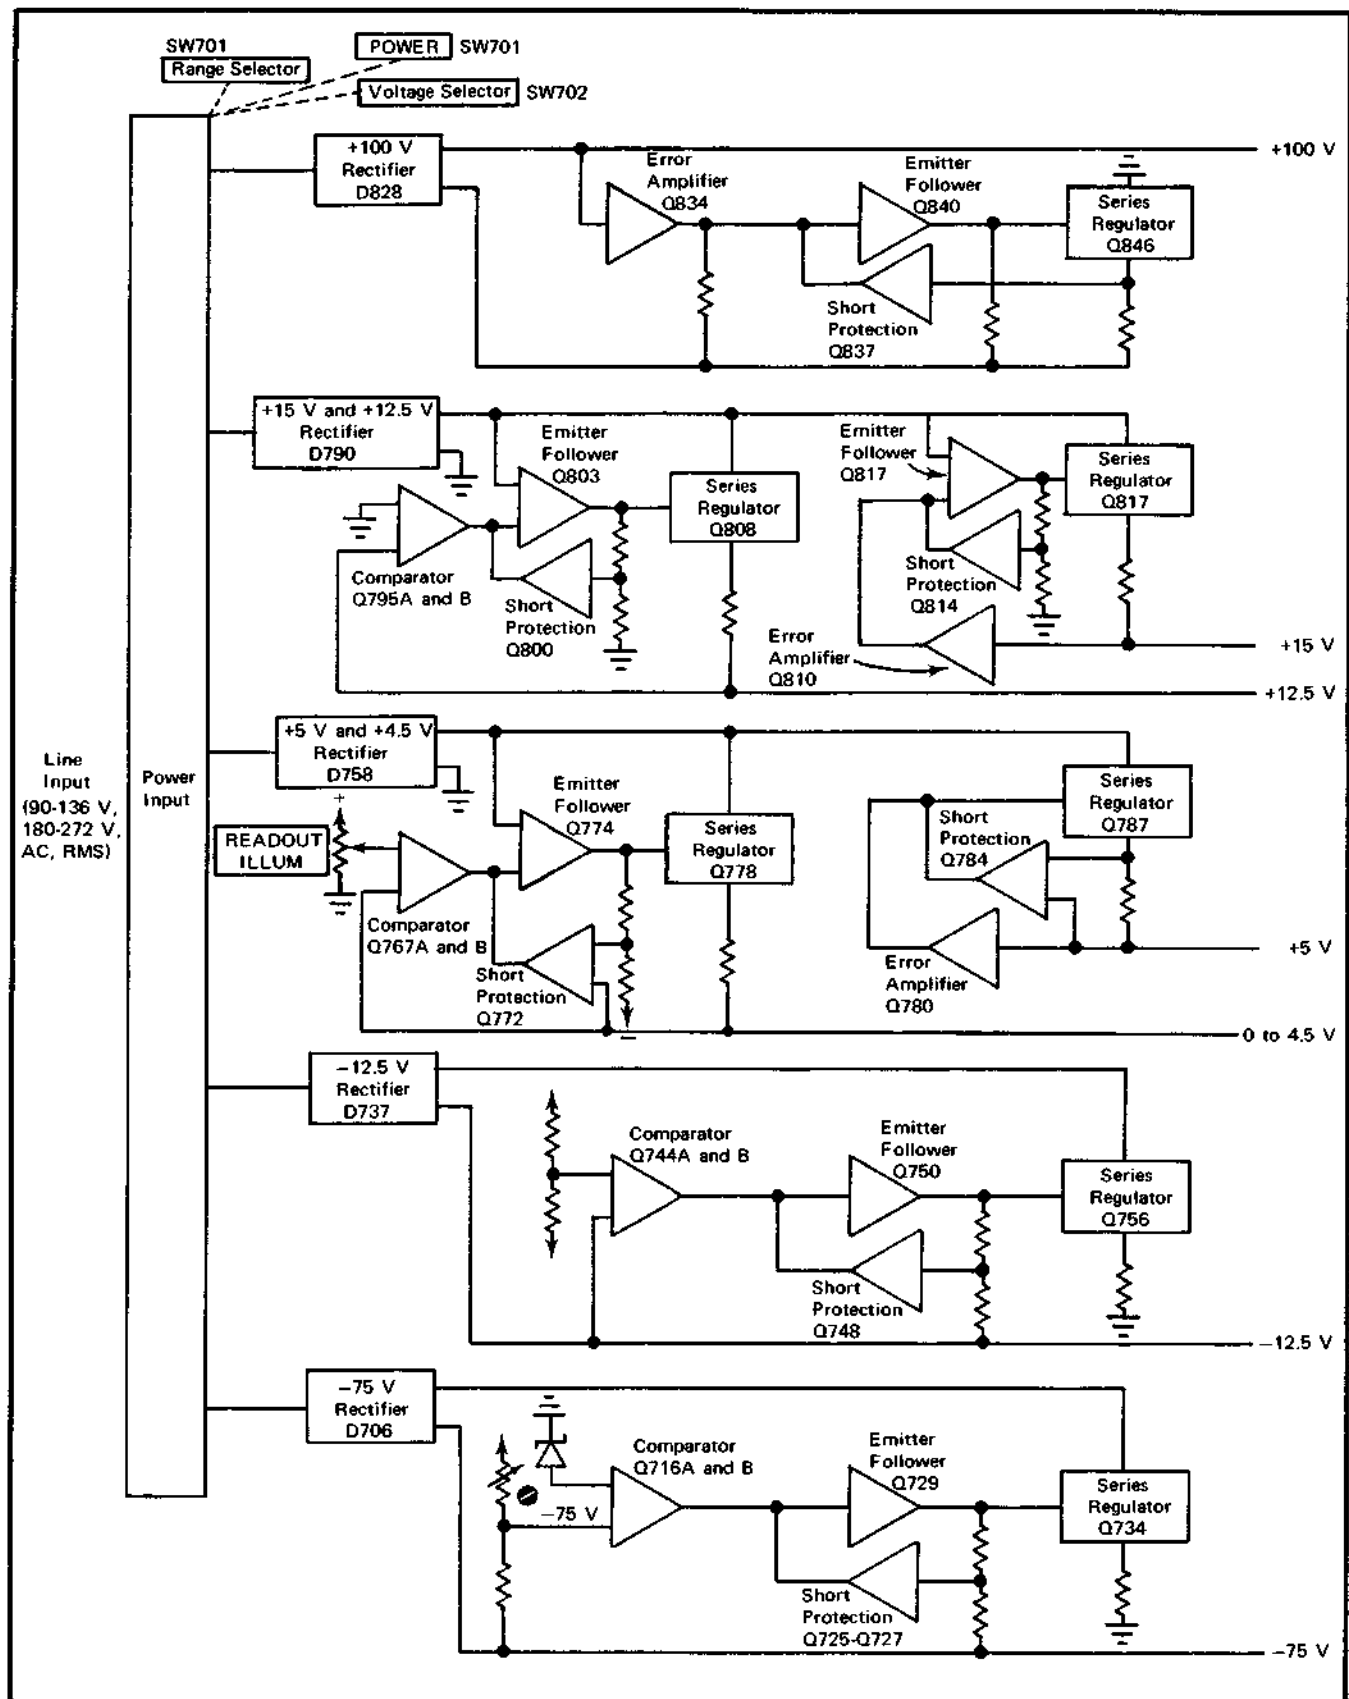 SW701
Range Selector
POWER SW701
Voltage Selector SW702
+100 V
Rectifier
D828
Error
Amplifier
Q834
Emitter
Follower
Q840
Series
Regulator
Q846
Short
Protection
Q837
+100 V
+15 V and +12.5 V
Rectifier
D790
Emitter
Follower
Q803
Series
Regulator
Q808
Comparator
Q795A and B
Short
Protection
Q800
Emitter
Follower
Q817
Series
Regulator
Q817
Short
Protection
Q814
Error
Amplifier
Q810
+15 V
+12.5 V
Line
Input
(90-136 V,
180-272 V,
AC, RMS)
Power
Input
+5 V and +4.5 V
Rectifier
D758
+
READOUT
ILLUM
Emitter
Follower
Q774
Series
Regulator
Q778
Comparator
Q767A and B
Short
Protection
Q772
−
Series
Regulator
Q787
Short
Protection
Q784
Error
Amplifier
Q780
+5 V
0 to 4.5 V
−12.5 V
Rectifier
D737
Comparator
Q744A and B
Emitter
Follower
Q750
Series
Regulator
Q756
Short
Protection
Q748
−12.5 V
−75 V
Rectifier
D706
−75 V
Comparator
Q716A and B
Emitter
Follower
Q729
Series
Regulator
Q734
Short
Protection
Q725-Q727
−75 V